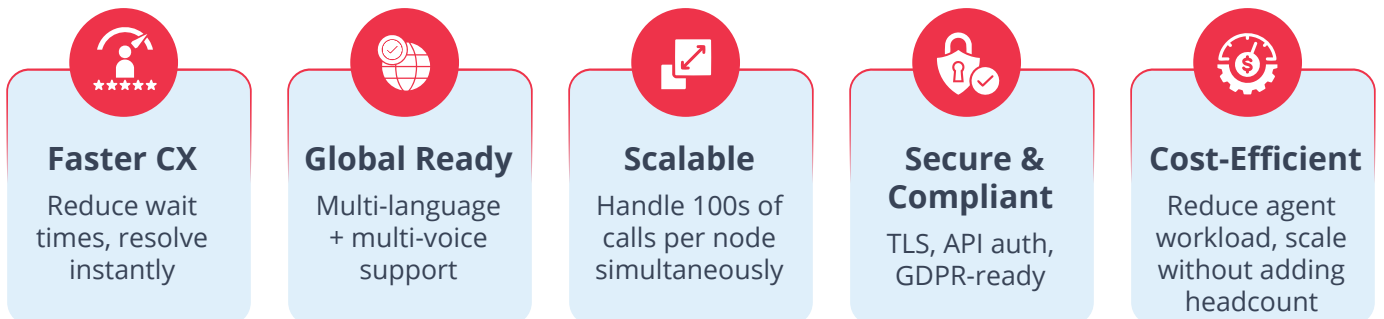 Faster CX
Reduce wait
times, resolve
instantly
Global Ready
Multi-language
+ multi-voice
support
Scalable
Handle 100s of
calls per node
simultaneously
Secure &
Compliant
TLS, API auth,
GDPR-ready
Cost-Efficient
Reduce agent
workload, scale
without adding
headcount